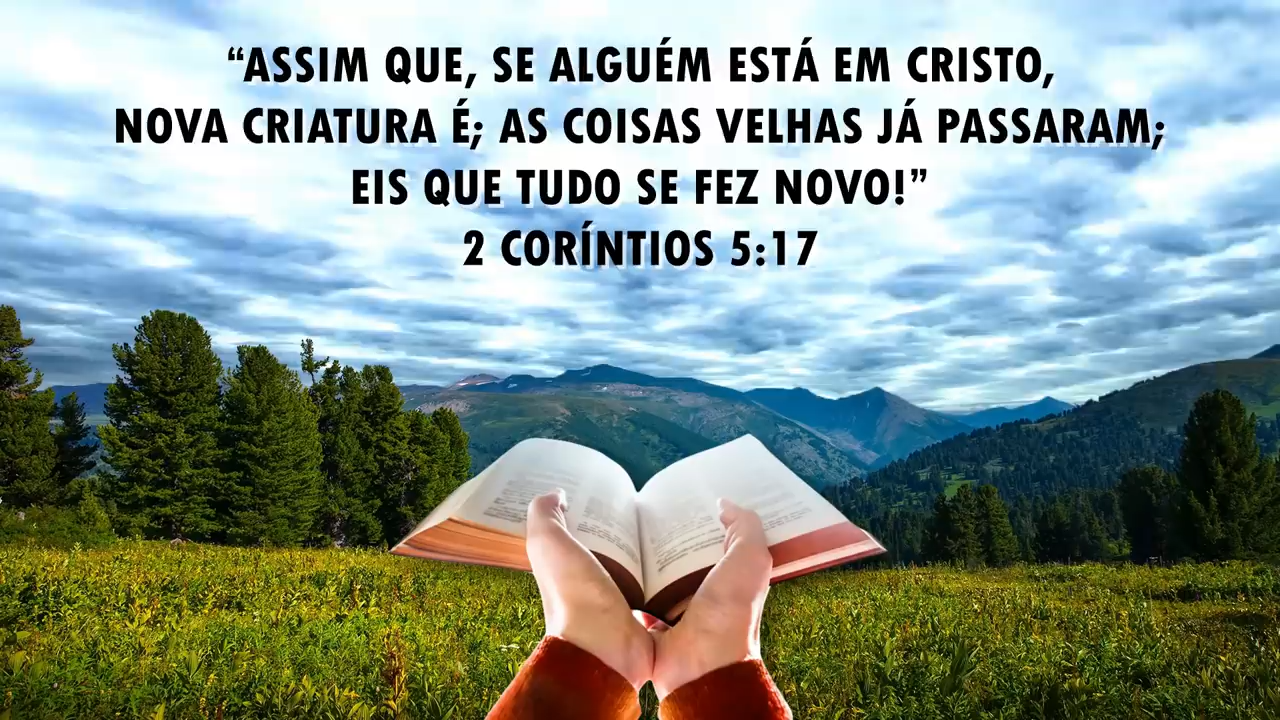 “ASSIM QUE, SE ALGUÉM ESTÁ EM CRISTO,
NOVA CRIATURA É; AS COISAS VELHAS JÁ PASSARAM;
EIS QUE TUDO SE FEZ NOVO!”
2 CORÍNTIOS 5:17